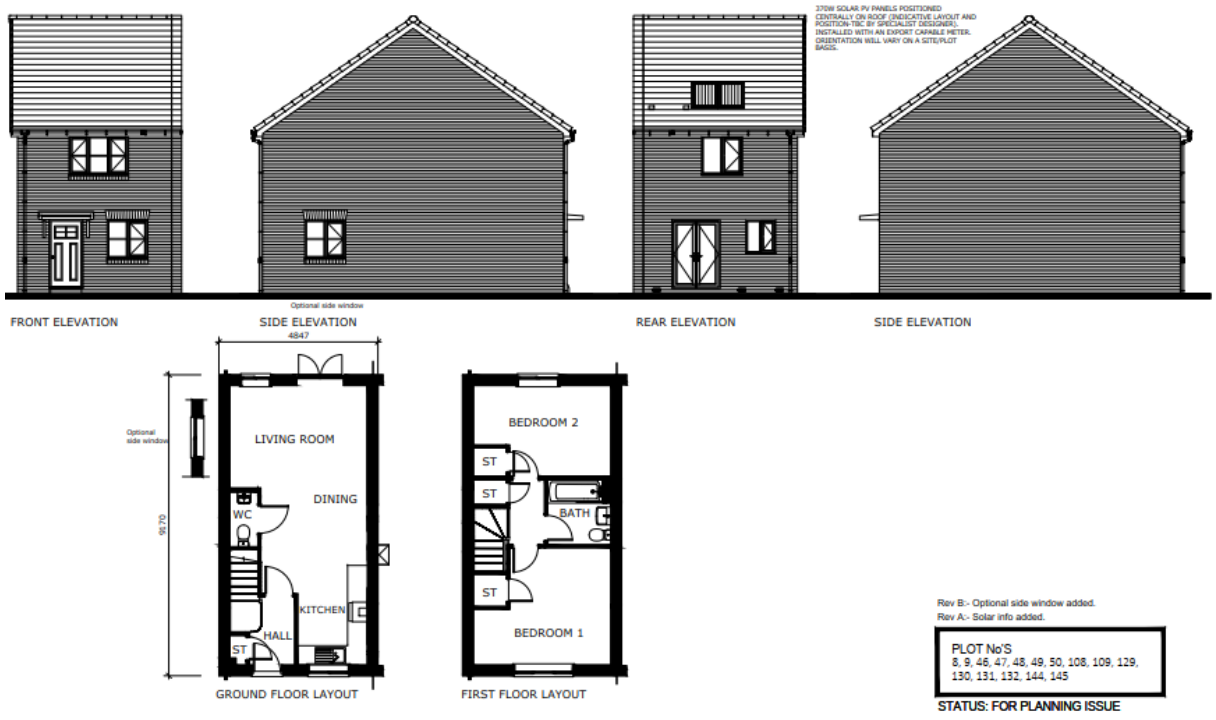 370W SOLAR PV PANELS POSITIONED
CENTRALLY ON ROOF (INDICATIVE LAYOUT AND
POSITION-TBC BY SPECIALIST DESIGNER).
INSTALLED WITH AN EXPORT CAPABLE METER.
ORIENTATION WILL VARY ON A SITE/PLOT
BASIS.
Optional side window
FRONT ELEVATION
SIDE ELEVATION
REAR ELEVATION
SIDE ELEVATION
4847
9170
Optional
side window
LIVING ROOM
DINING
WC
KITCHEN
HALL
ST
GROUND FLOOR LAYOUT
BEDROOM 2
ST
ST
BATH
ST
BEDROOM 1
FIRST FLOOR LAYOUT
Rev B:- Optional side window added.
Rev A:- Solar info added.
PLOT No'S
8, 9, 46, 47, 48, 49, 50, 108, 109, 129,
130, 131, 132, 144, 145
STATUS: FOR PLANNING ISSUE